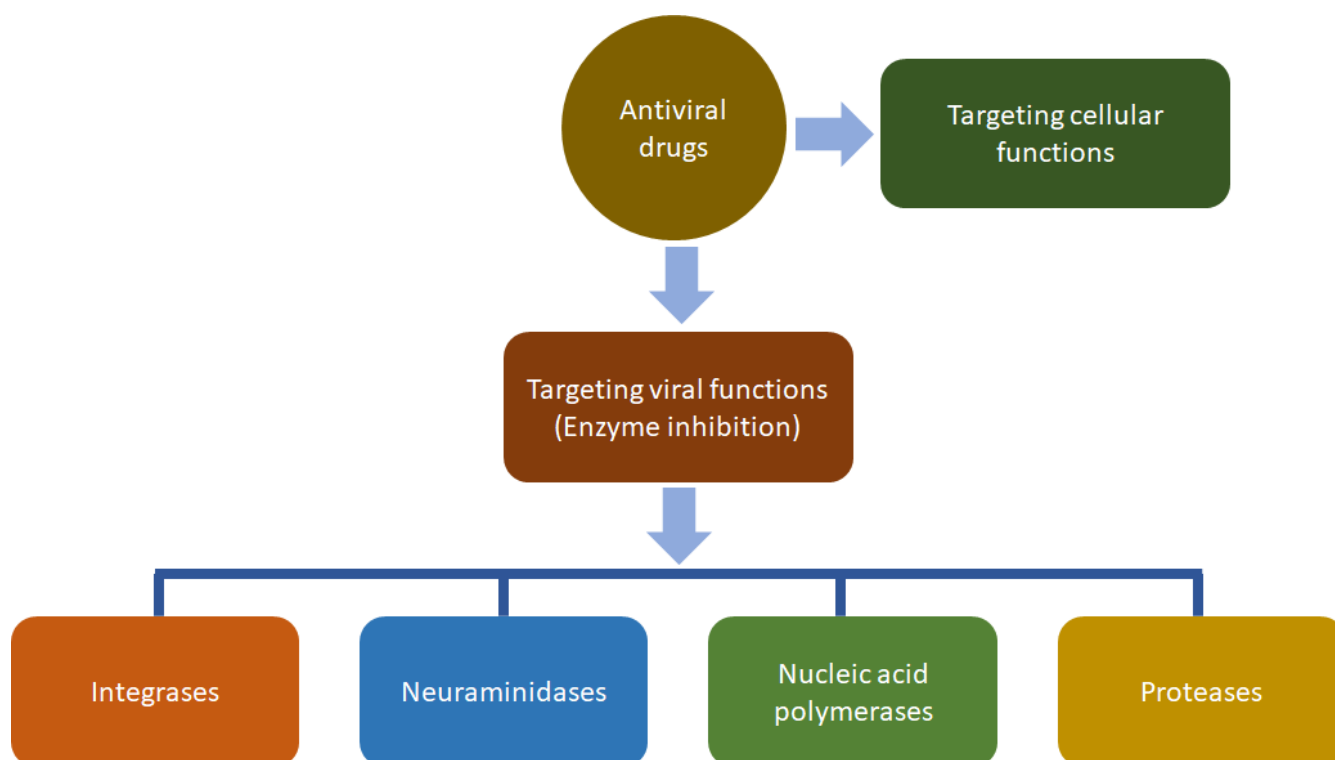 Antiviral
drugs
Targeting cellular
functions
Targeting viral functions
(Enzyme inhibition)
Integrases
Neuraminidases
Nucleic acid
polymerases
Proteases